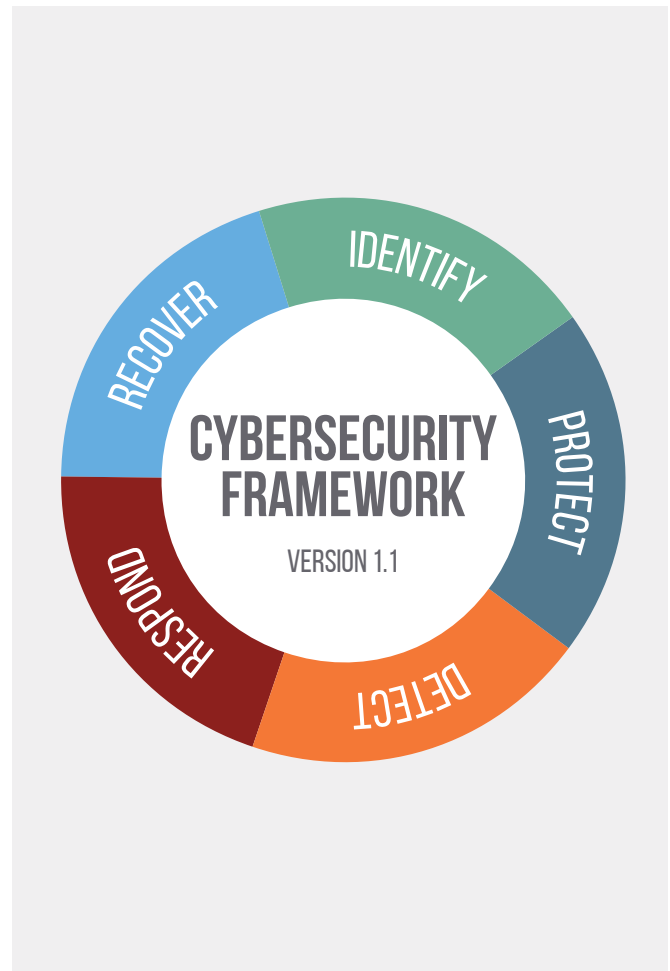 IDENTIFY
PROTECT
DETECT
RESPOND
RECOVER
CYBERSECURITY
FRAMEWORK
VERSION 1.1